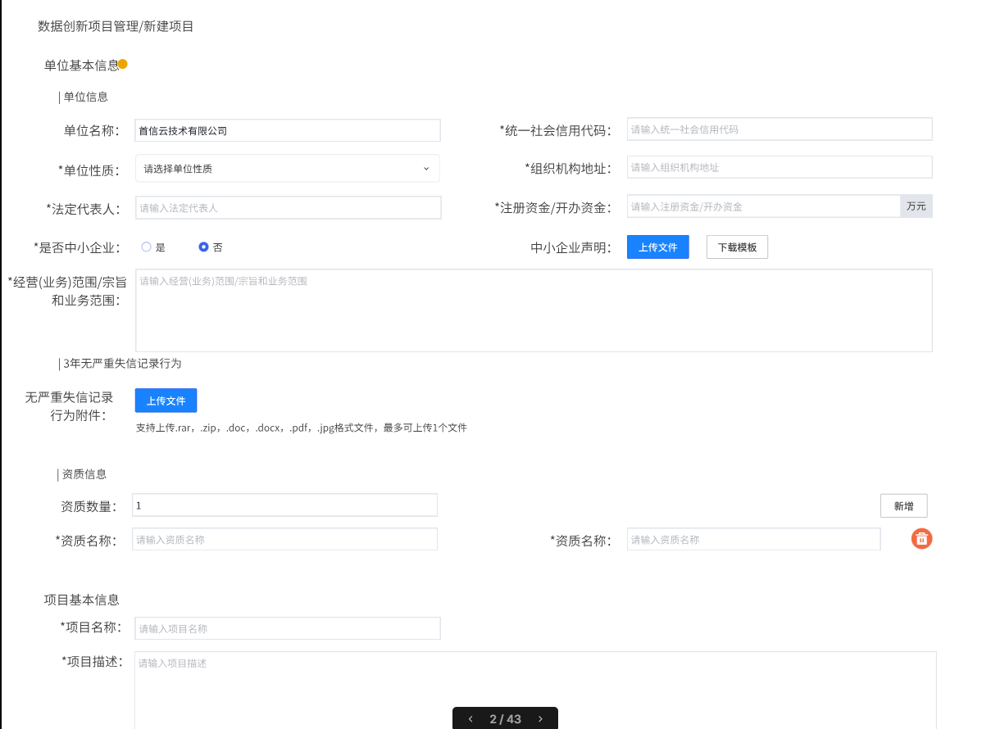 数据创新项目管理/新建项目
单位基本信息
| 单位信息
单位名称： 首信云技术有限公司 *统一社会信用代码： 请输入统一社会信用代码
*单位性质： 请选择单位性质 *组织机构地址： 请输入组织机构地址
*法定代表人： 请输入法定代表人 *注册资金/开办资金： 请输入注册资金/开办资金 万元
*是否中小企业： 是 否 中小企业声明： 上传文件 下载模板
*经营(业务)范围/宗旨 请输入经营(业务)范围/宗旨和业务范围
和业务范围：
| 3年无严重失信记录行为
无严重失信记录 上传文件
行为附件：
支持上传.rar，.zip，.doc，.docx，.pdf，.jpg格式文件，最多可上传1个文件
| 资质信息
资质数量： 1 新增
*资质名称： 请输入资质名称 *资质名称： 请输入资质名称
项目基本信息
*项目名称： 请输入项目名称
*项目描述： 请输入项目描述
2 / 43